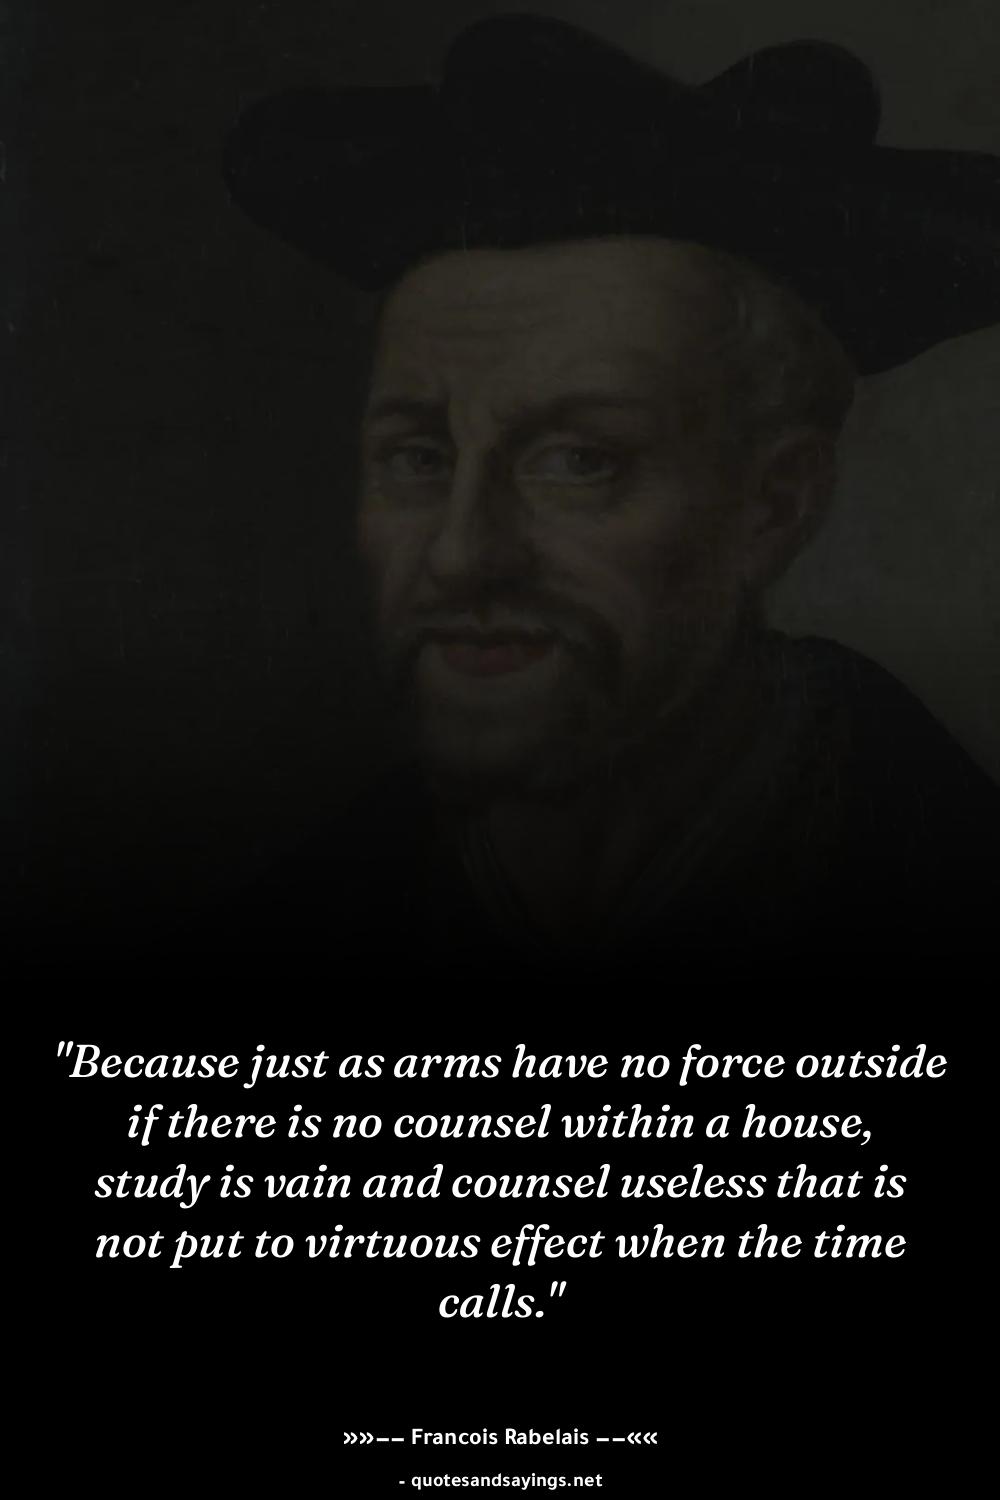 "Because just as arms have no force outside
if there is no counsel within a house,
study is vain and counsel useless that is
not put to virtuous effect when the time
calls."
»»−− Francois Rabelais −−««
- quotesandsayings.net